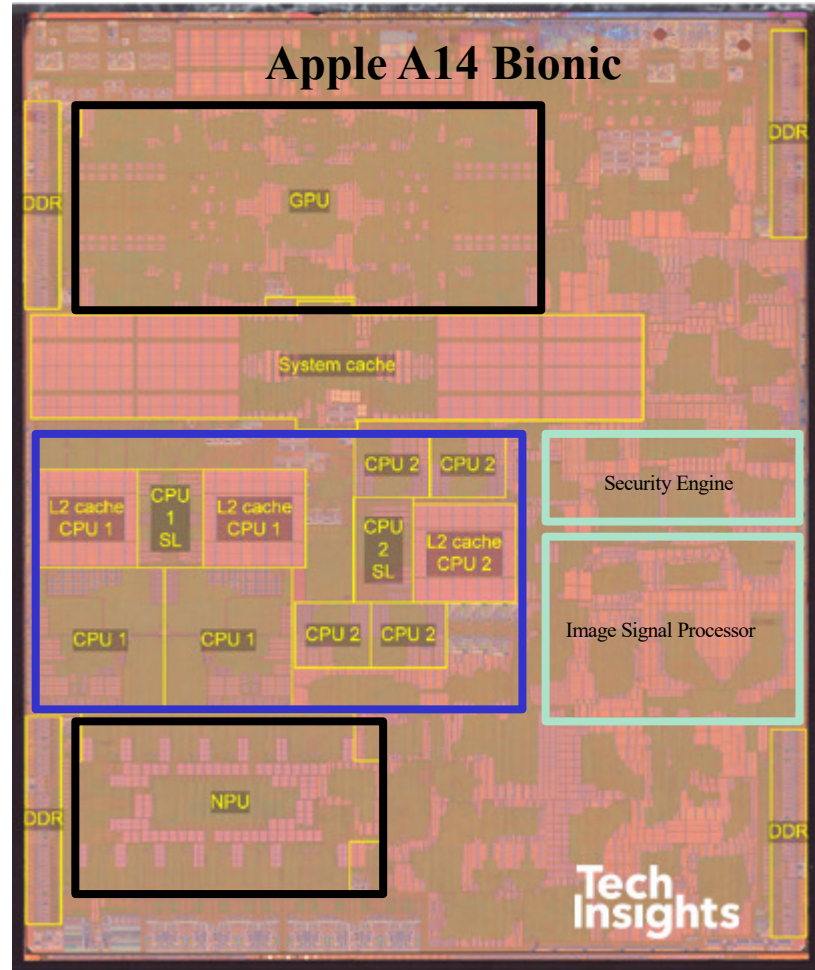 Apple A14 Bionic
DDR
DDR
GPU
System cache
CPU 2
CPU 2
L2 cache
CPU 1
CPU
1
SL
L2 cache
CPU 1
CPU
2
SL
L2 cache
CPU 2
CPU 1
CPU 1
CPU 2
CPU 2
Security Engine
Image Signal Processor
DDR
NPU
DDR
Tech
Insights